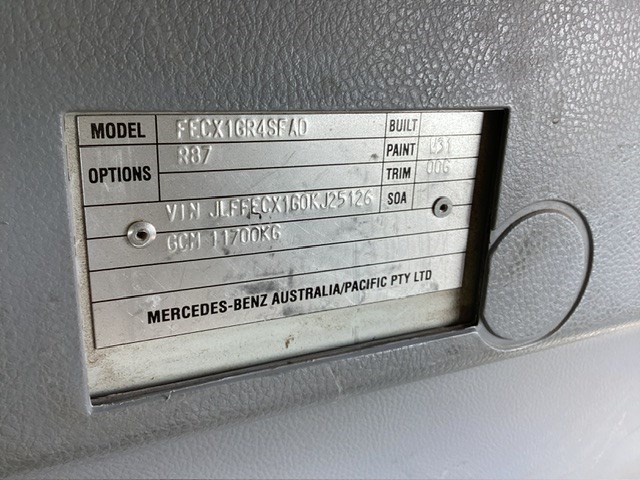 MODEL FECX1GR4SFAD BUILT
OPTIONS R87 PAINT U31
TRIM 006
VIN JLFFECX1G0KJ25126 SOA
GCM 11700KG
MERCEDES-BENZ AUSTRALIA/PACIFIC PTY LTD